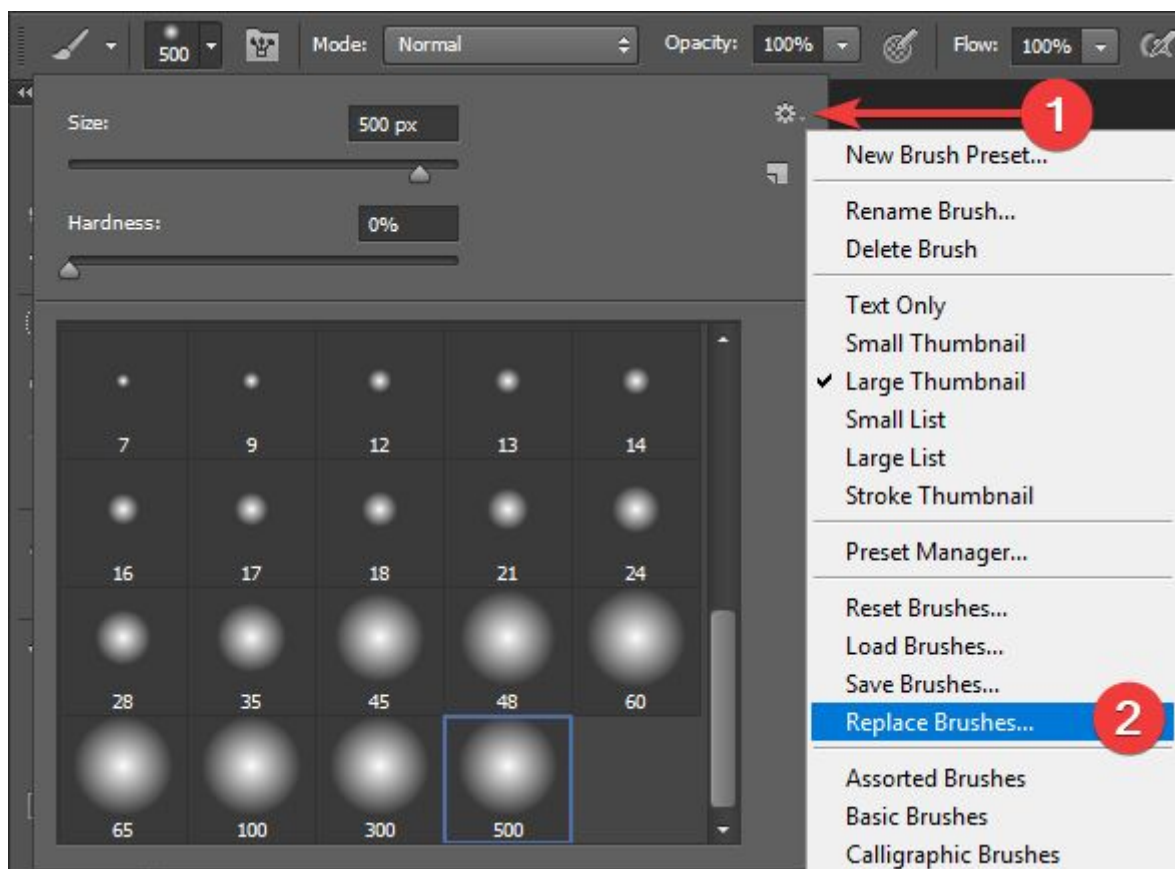 500 Mode: Normal Opacity: 100% Flow: 100%
Size: 500 px
1
Hardness: 0%
7 9 12 13 14
16 17 18 21 24
28 35 45 48 60
65 100 300 500
New Brush Preset...
Rename Brush...
Delete Brush
Text Only
Small Thumbnail
Large Thumbnail
Small List
Large List
Stroke Thumbnail
Preset Manager...
Reset Brushes...
Load Brushes...
Save Brushes...
Replace Brushes... 2
Assorted Brushes
Basic Brushes
Calligraphic Brushes